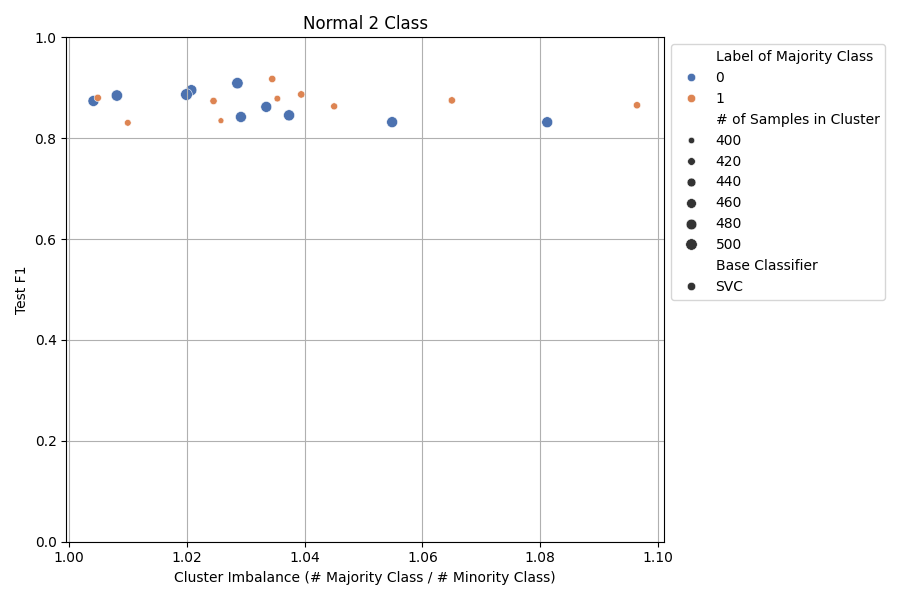 Normal 2 Class
Test F1
1.0
0.8
0.6
0.4
0.2
0.0
1.00 1.02 1.04 1.06 1.08 1.10
Cluster Imbalance (# Majority Class / # Minority Class)
Label of Majority Class
0
1
# of Samples in Cluster
400
420
440
460
480
500
Base Classifier
SVC